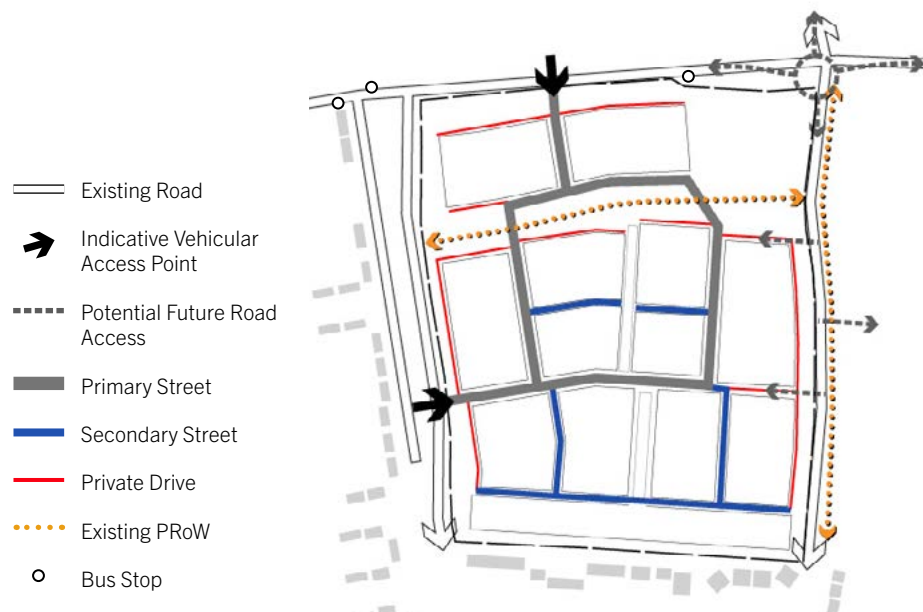 Existing Road
Indicative Vehicular
Access Point
Potential Future Road
Access
Primary Street
Secondary Street
Private Drive
Existing PRoW
Bus Stop